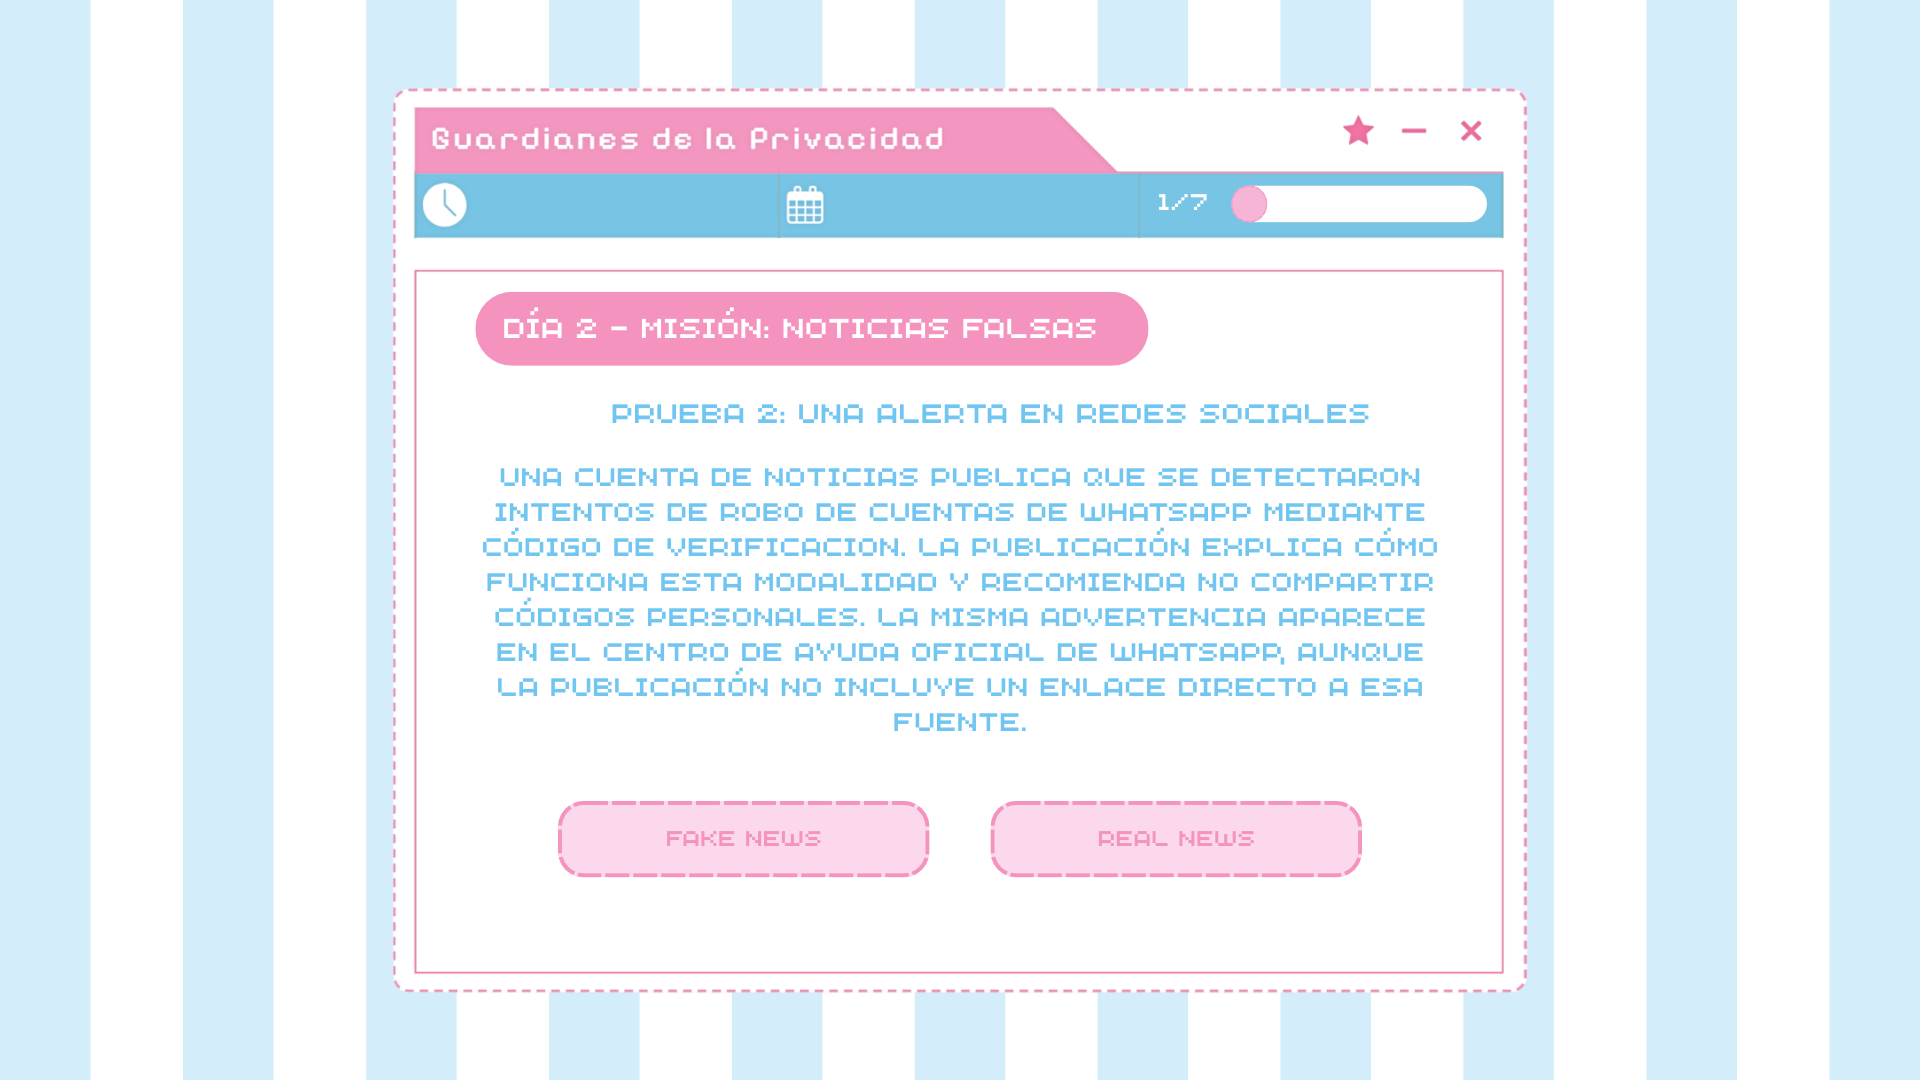 Guardianes de la Privacidad
1/7
DÍA 2 - MISIÓN: NOTICIAS FALSAS
PRUEBA 2: UNA ALERTA EN REDES SOCIALES
UNA CUENTA DE NOTICIAS PUBLICA QUE SE DETECTARON
INTENTOS DE ROBO DE CUENTAS DE WHATSAPP MEDIANTE
CÓDIGO DE VERIFICACION. LA PUBLICACIÓN EXPLICA CÓMO
FUNCIONA ESTA MODALIDAD Y RECOMIENDA NO COMPARTIR
CÓDIGOS PERSONALES. LA MISMA ADVERTENCIA APARECE
EN EL CENTRO DE AYUDA OFICIAL DE WHATSAPP, AUNQUE
LA PUBLICACIÓN NO INCLUYE UN ENLACE DIRECTO A ESA
FUENTE.
FAKE NEWS
REAL NEWS